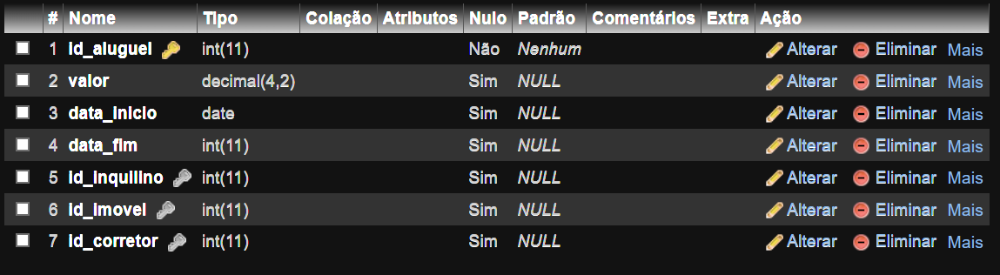 # Nome Tipo Colação Atributos Nulo Padrão Comentários Extra Ação
1 id_aluguel int(11) Não Nenhum Alterar Eliminar Mais
2 valor decimal(4,2) Sim NULL Alterar Eliminar Mais
3 data_inicio date Sim NULL Alterar Eliminar Mais
4 data_fim int(11) Sim NULL Alterar Eliminar Mais
5 id_inquilino int(11) Sim NULL Alterar Eliminar Mais
6 id_imovel int(11) Sim NULL Alterar Eliminar Mais
7 id_corretor int(11) Sim NULL Alterar Eliminar Mais